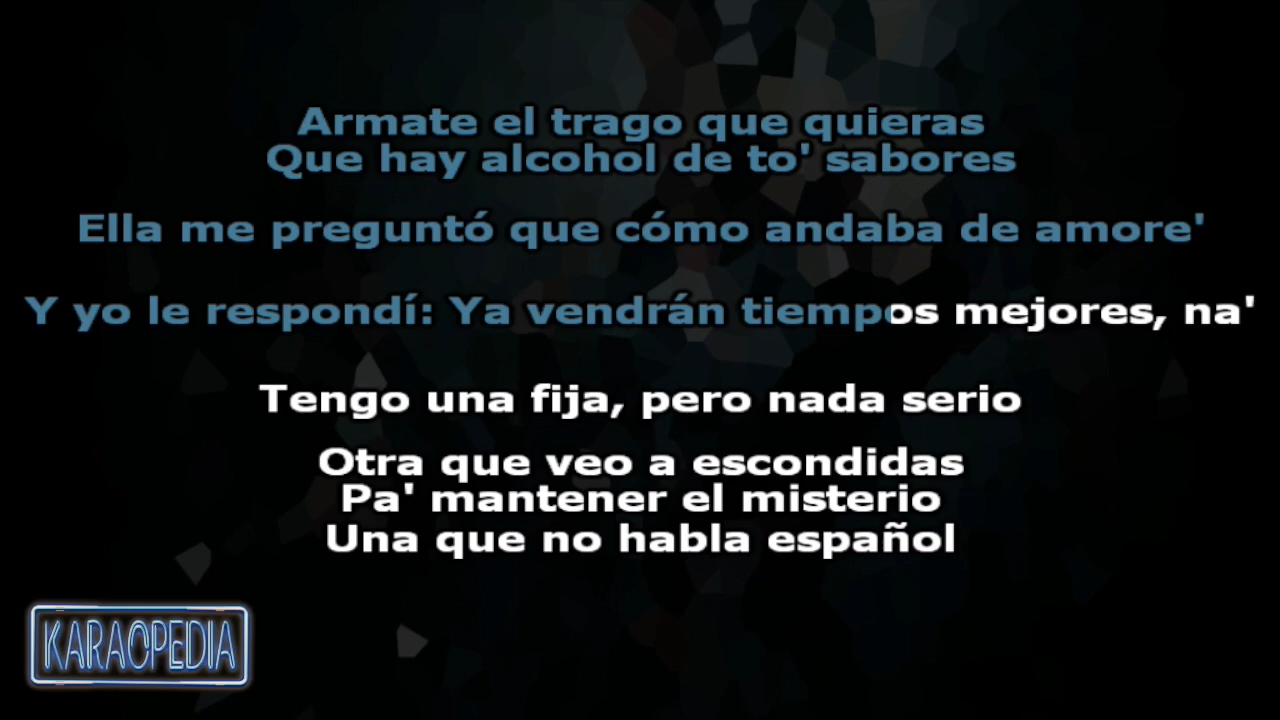 Armate el trago que quieras
Que hay alcohol de to' sabores
Ella me preguntó que cómo andaba de amore'
Y yo le respondí: Ya vendrán tiempos mejores, na'
Tengo una fija, pero nada serio
Otra que veo a escondidas
Pa' mantener el misterio
Una que no habla español
KARAOPEDIA